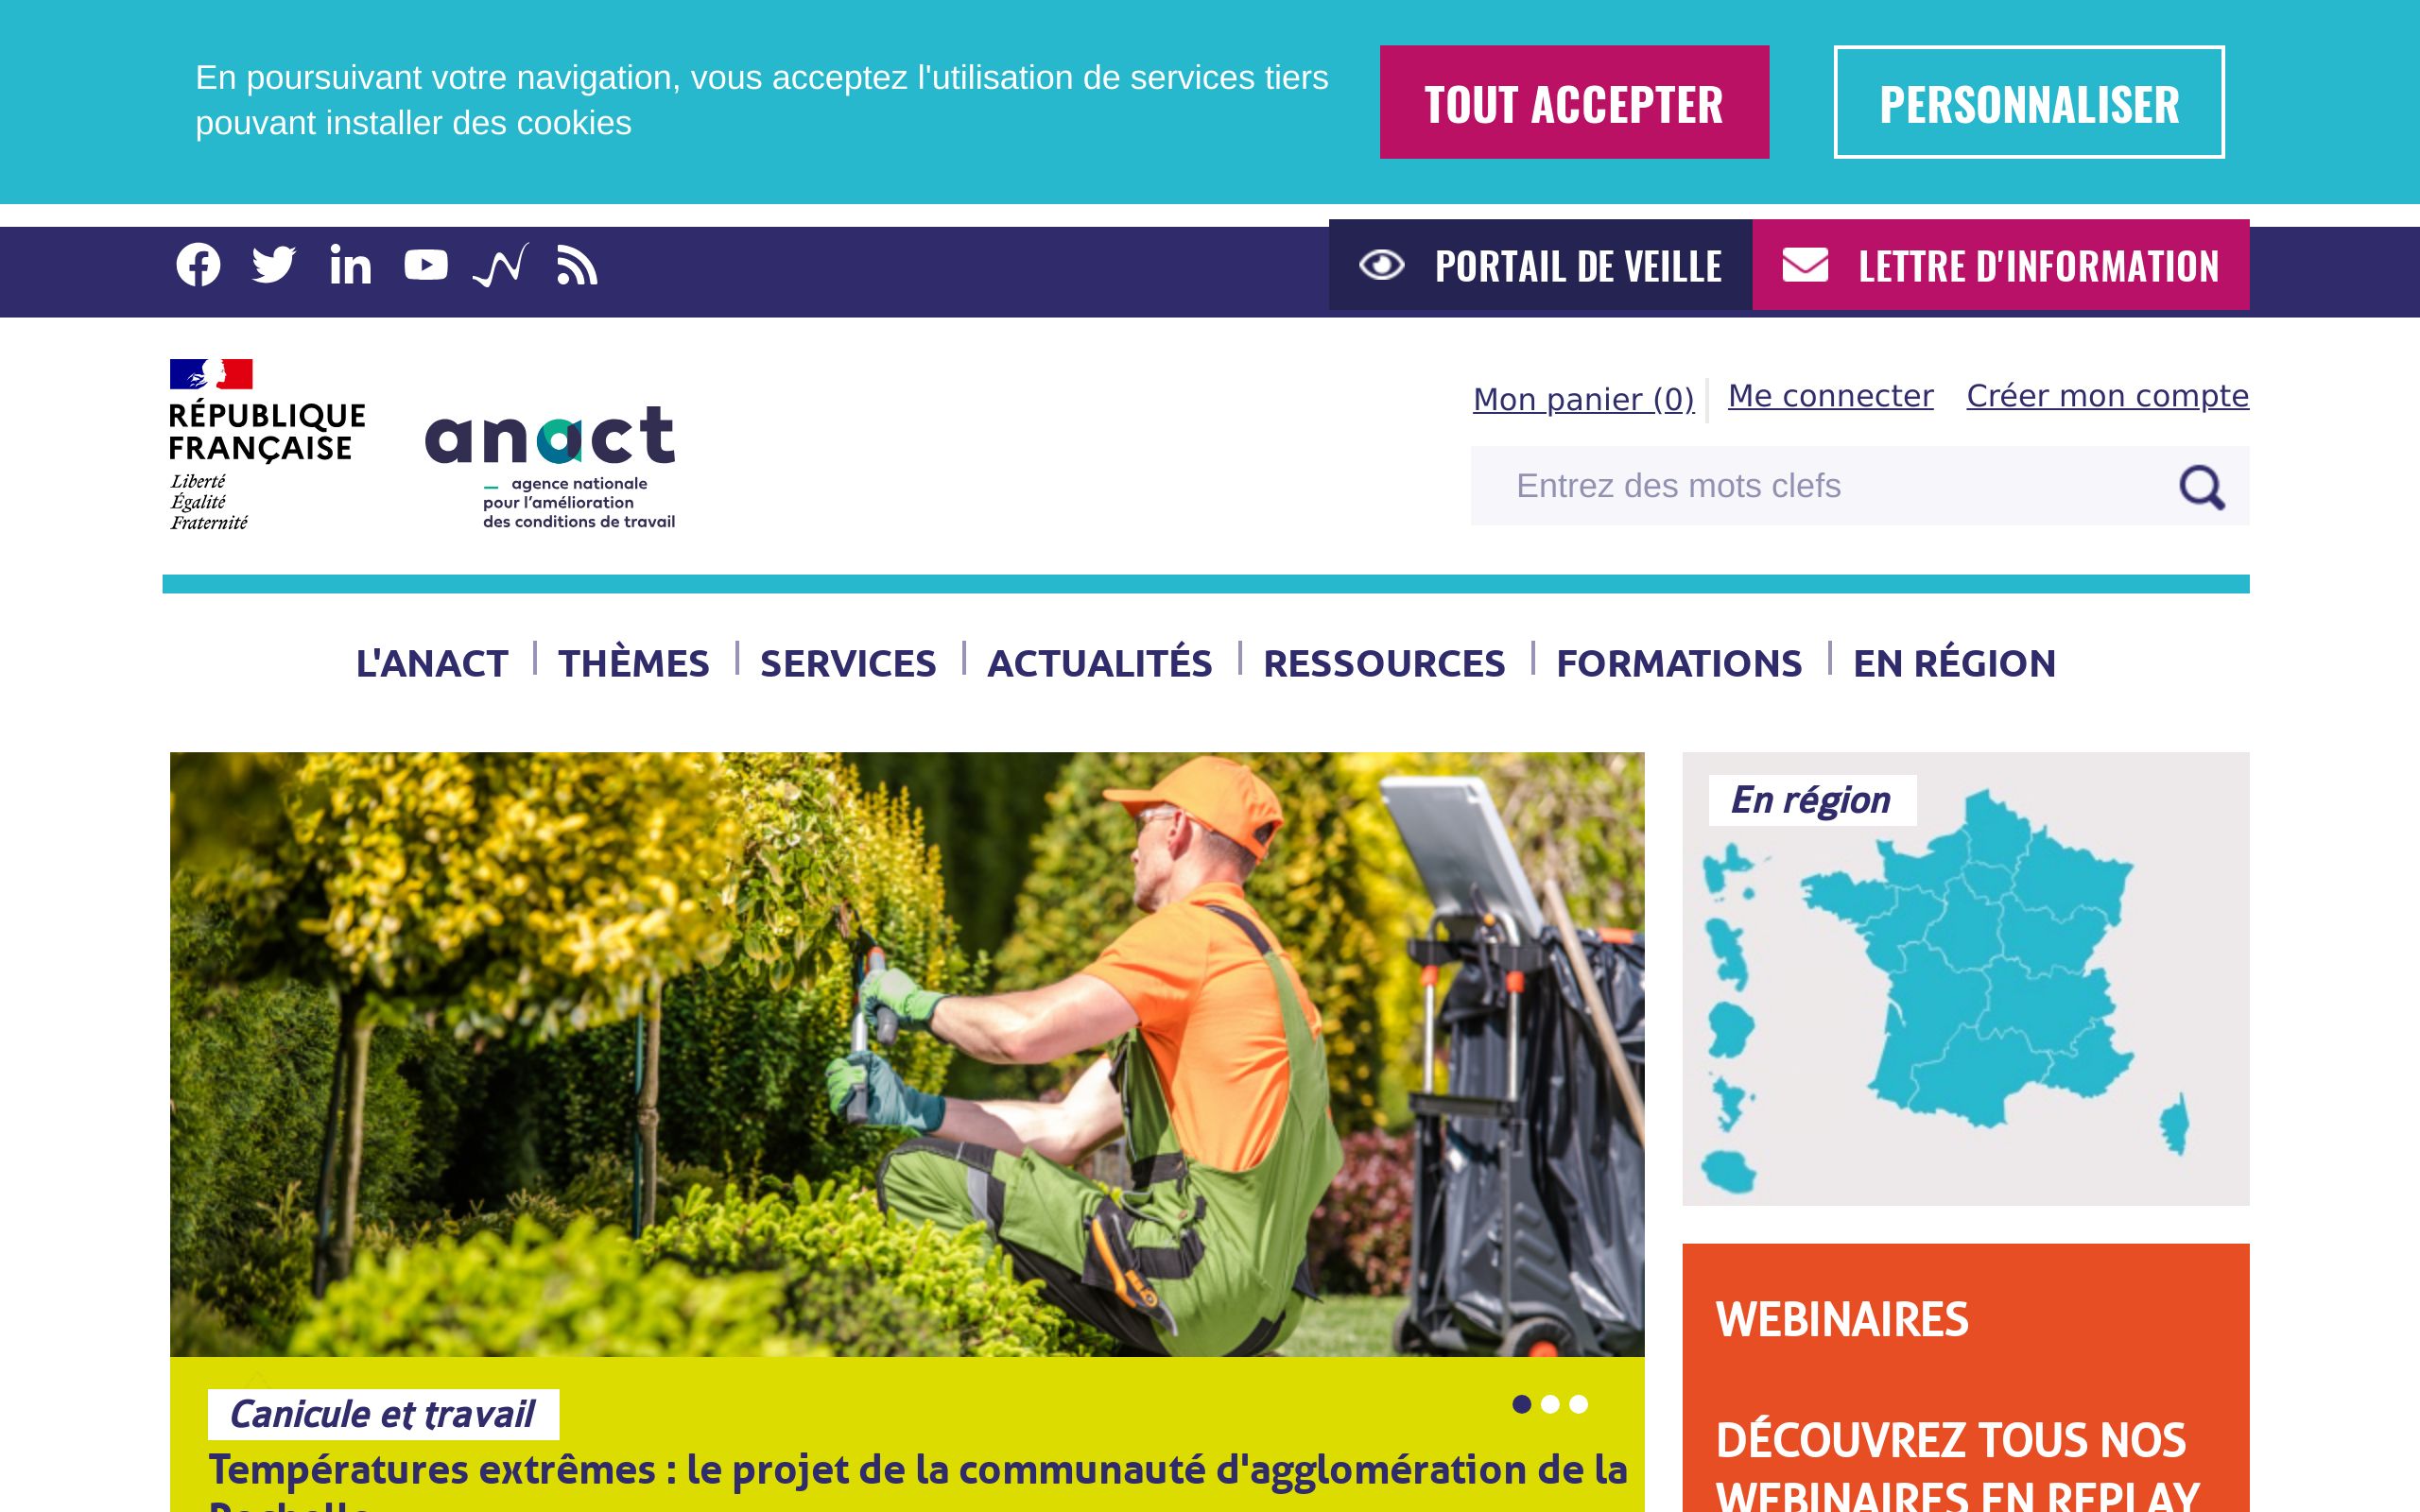 En poursuivant votre navigation, vous acceptez l'utilisation de services tiers
pouvant installer des cookies
TOUT ACCEPTER
PERSONNALISER
PORTAIL DE VEILLE
LETTRE D'INFORMATION
RÉPUBLIQUE
FRANÇAISE
Liberté
Égalité
Fraternité
anact
agence nationale
pour l'amélioration
des conditions de travail
Mon panier (0)
Me connecter
Créer mon compte
Entrez des mots clefs
L'ANACT
THÈMES
SERVICES
ACTUALITÉS
RESSOURCES
FORMATIONS
EN RÉGION
En région
Canicule et travail
Températures extrêmes : le projet de la communauté d'agglomération de la
Rochelle
WEBINAIRES
DÉCOUVREZ TOUS NOS
WEBINAIRES EN REPLAY